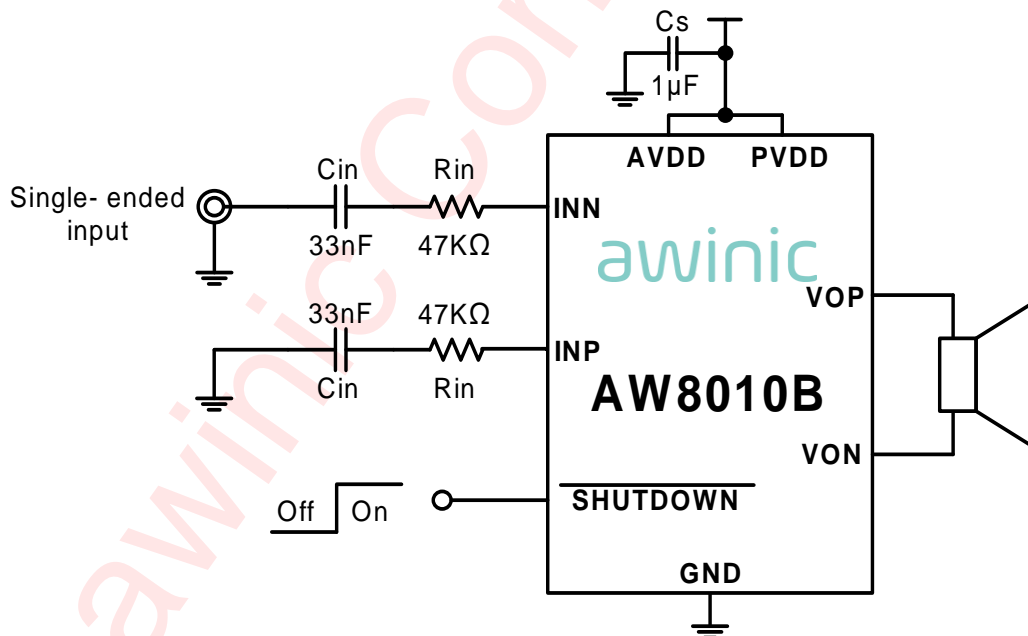 Cs
1µF
AVDD PVDD
Cin Rin
Single- ended
input
INN
33nF 47KΩ
awinic
VOP
33nF 47KΩ
INP
Cin Rin
AW8010B
VON
SHUTDOWN
Off On
GND
awinic Con